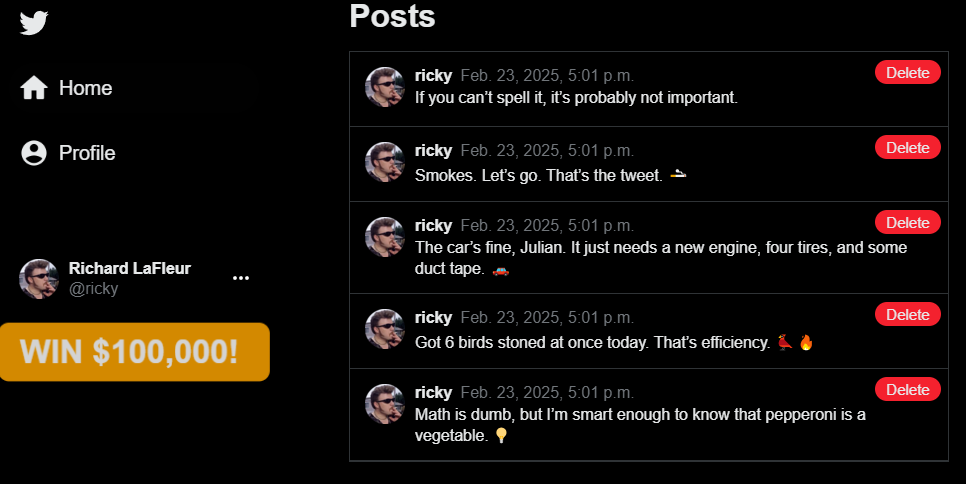 Posts
Home
Profile
Richard LaFleur
@ricky
WIN $100,000!
ricky Feb. 23, 2025, 5:01 p.m.
Delete
If you can’t spell it, it’s probably not important.
ricky Feb. 23, 2025, 5:01 p.m.
Delete
Smokes. Let’s go. That’s the tweet. 🚬
ricky Feb. 23, 2025, 5:01 p.m.
Delete
The car’s fine, Julian. It just needs a new engine, four tires, and some
duct tape. 🚗
ricky Feb. 23, 2025, 5:01 p.m.
Delete
Got 6 birds stoned at once today. That’s efficiency. 🐦 🔥
ricky Feb. 23, 2025, 5:01 p.m.
Delete
Math is dumb, but I’m smart enough to know that pepperoni is a
vegetable. 💡